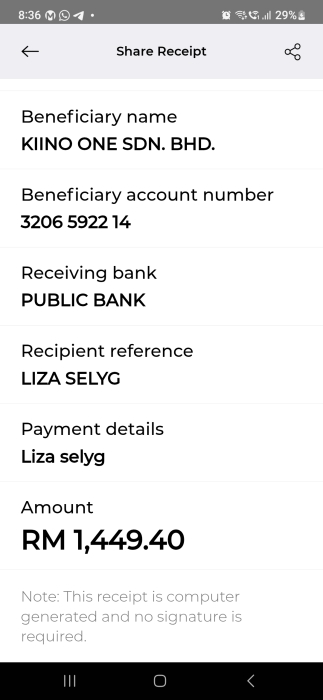 8:36
29%
Share Receipt
Beneficiary name
KIINO ONE SDN. BHD.
Beneficiary account number
3206 5922 14
Receiving bank
PUBLIC BANK
Recipient reference
LIZA SELYG
Payment details
Liza selyg
Amount
RM 1,449.40
Note: This receipt is computer
generated and no signature is
required.